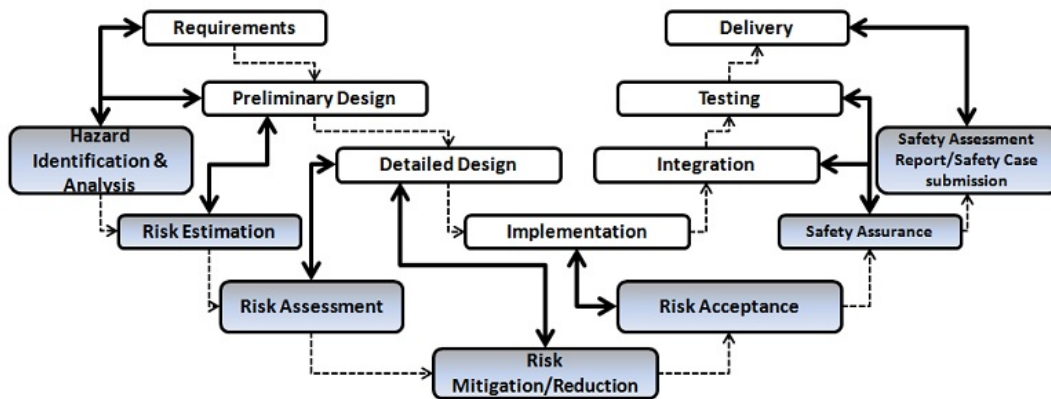 Requirements
Delivery
Preliminary Design
Testing
Hazard
Identification &
Analysis
Detailed Design
Integration
Safety Assessment
Report/Safety Case
submission
Risk Estimation
Implementation
Safety Assurance
Risk Assessment
Risk Acceptance
Risk
Mitigation/Reduction